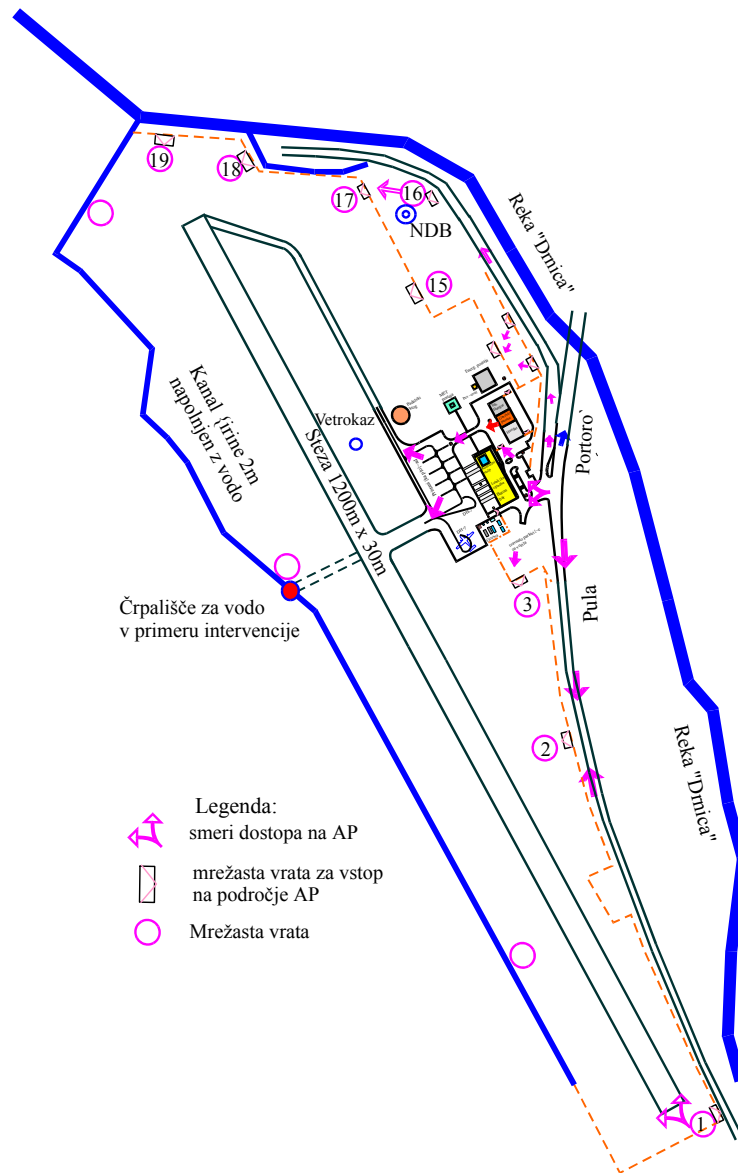 19
18
17
16
NDB
Reka "Drnica"
15
Vetrokaz
Kanal {irine 2m
napolnjen z vodo
Steza 1200m x 30m
Portoro`
Pula
3
Črpališče za vodo
v primeru intervencije
2
Reka "Drnica"
Legenda:
smeri dostopa na AP
mrežasta vrata za vstop
na področje AP
Mrežasta vrata
1